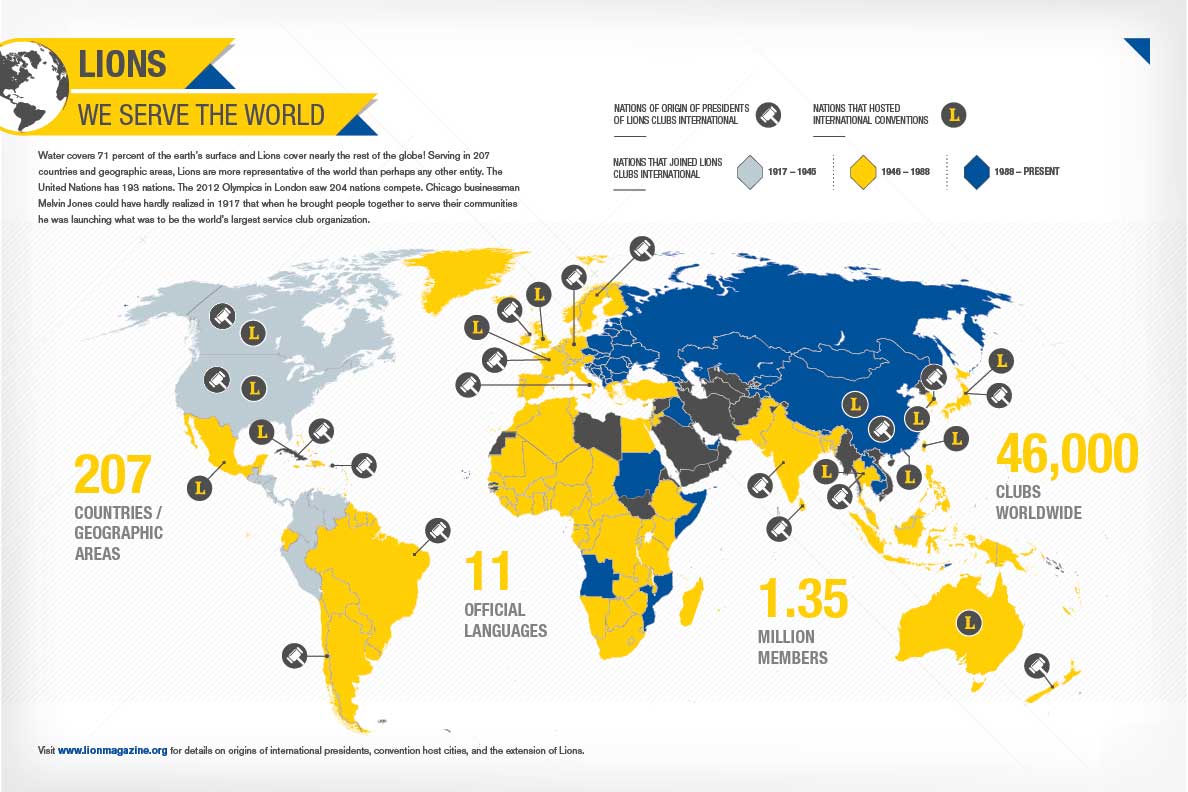 LIONS
WE SERVE THE WORLD
Water covers 71 percent of the earth's surface and Lions cover nearly the rest of the globe! Serving in 207
countries and geographic areas, Lions are more representative of the world than perhaps any other entity. The
United Nations has 193 nations. The 2012 Olympics in London saw 204 nations compete. Chicago businessman
Melvin Jones could have hardly realized in 1917 that when he brought people together to serve their communities
he was launching what was to be the world's largest service club organization.
NATIONS OF ORIGIN OF PRESIDENTS
OF LIONS CLUBS INTERNATIONAL
NATIONS THAT HOSTED
INTERNATIONAL CONVENTIONS
L
NATIONS THAT JOINED LIONS
CLUBS INTERNATIONAL
1917 – 1945
1946 – 1988
1988 – PRESENT
L
L
L
L
L
L
L
L
L
L
L
L
L
207
COUNTRIES /
GEOGRAPHIC
AREAS
11
OFFICIAL
LANGUAGES
1.35
MILLION
MEMBERS
46,000
CLUBS
WORLDWIDE
Visit www.lionmagazine.org for details on origins of international presidents, convention host cities, and the extension of Lions.